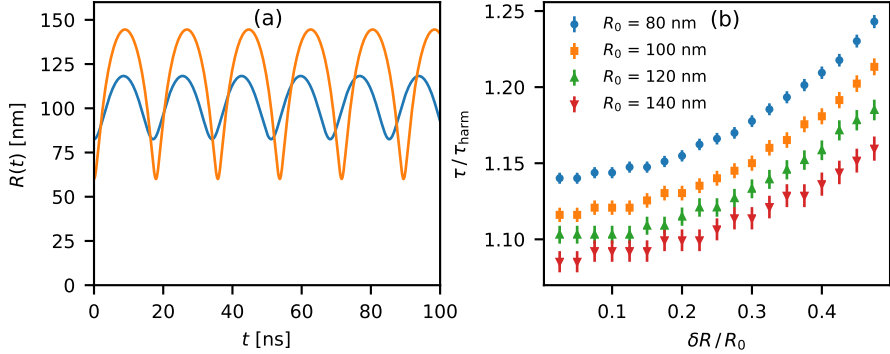 (a)
R(t) [nm]
150
125
100
75
50
25
0
0 20 40 60 80 100
t [ns]
(b)
R₀ = 80 nm
R₀ = 100 nm
R₀ = 120 nm
R₀ = 140 nm
τ / τharm
1.25
1.20
1.15
1.10
0.1 0.2 0.3 0.4
δR / R₀